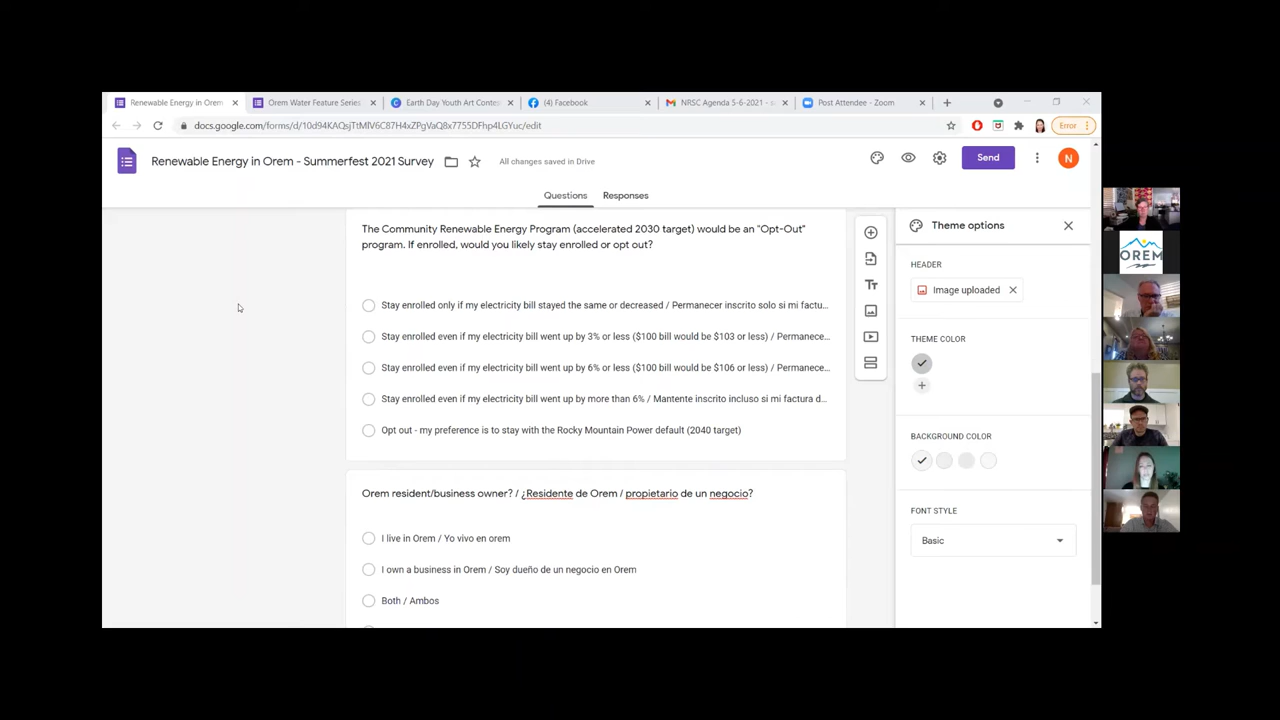 Renewable Energy in Orem
Orem Water Feature Series
Earth Day Youth Art Contes
(4) Facebook
NRSC Agenda 5-6-2021 -
Post Attendee - Zoom
docs.google.com/forms/d/10d94KAQsjTtMlV6C87H4xZPgVaQ8x7755DFhp4LGYuc/edit
Error
Renewable Energy in Orem - Summerfest 2021 Survey
All changes saved in Drive
Send
N
Questions
Responses
The Community Renewable Energy Program (accelerated 2030 target) would be an "Opt-Out"
program. If enrolled, would you likely stay enrolled or opt out?
Stay enrolled only if my electricity bill stayed the same or decreased / Permanecer inscrito solo si mi factu...
Stay enrolled even if my electricity bill went up by 3% or less ($100 bill would be $103 or less) / Permanece...
Stay enrolled even if my electricity bill went up by 6% or less ($100 bill would be $106 or less) / Permanece...
Stay enrolled even if my electricity bill went up by more than 6% / Mantente inscrito incluso si mi factura d...
Opt out - my preference is to stay with the Rocky Mountain Power default (2040 target)
Orem resident/business owner? / ¿Residente de Orem / propietario de un negocio?
I live in Orem / Yo vivo en orem
I own a business in Orem / Soy dueño de un negocio en Orem
Both / Ambos
Tт
Theme options
HEADER
Image uploaded
THEME COLOR
BACKGROUND COLOR
FONT STYLE
Basic
OREM